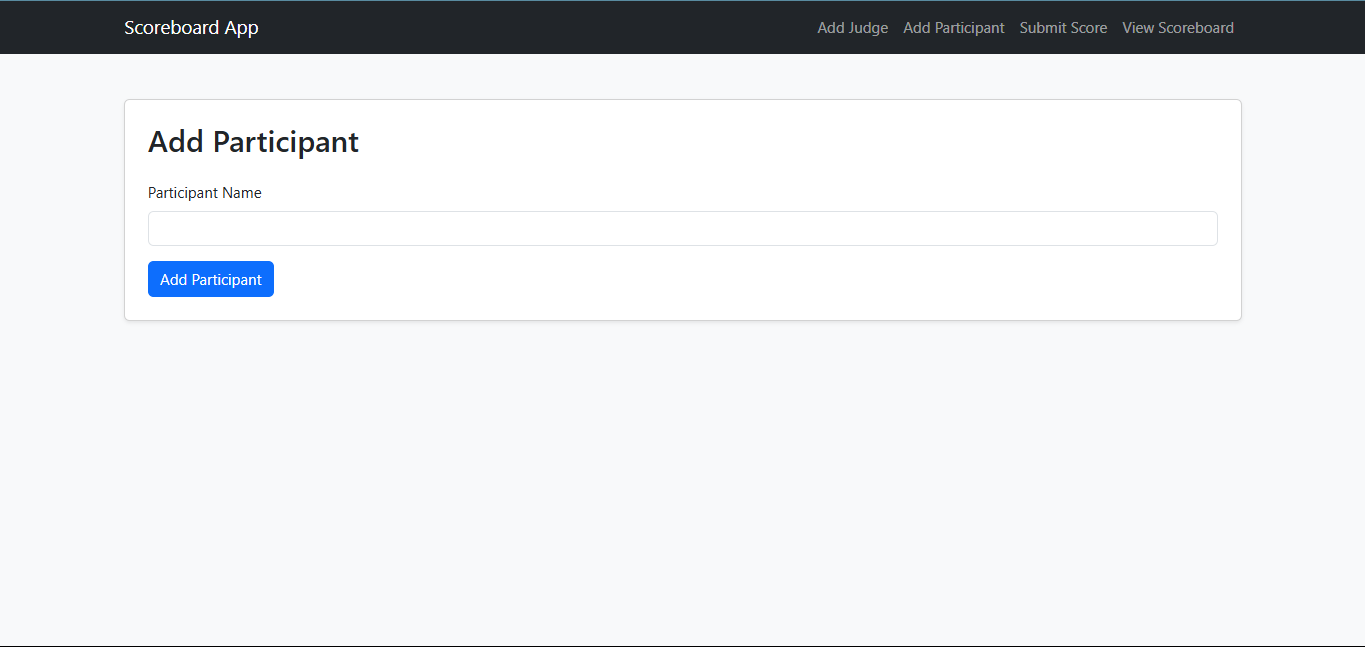 Scoreboard App
Add Judge Add Participant Submit Score View Scoreboard
Add Participant
Participant Name
Add Participant